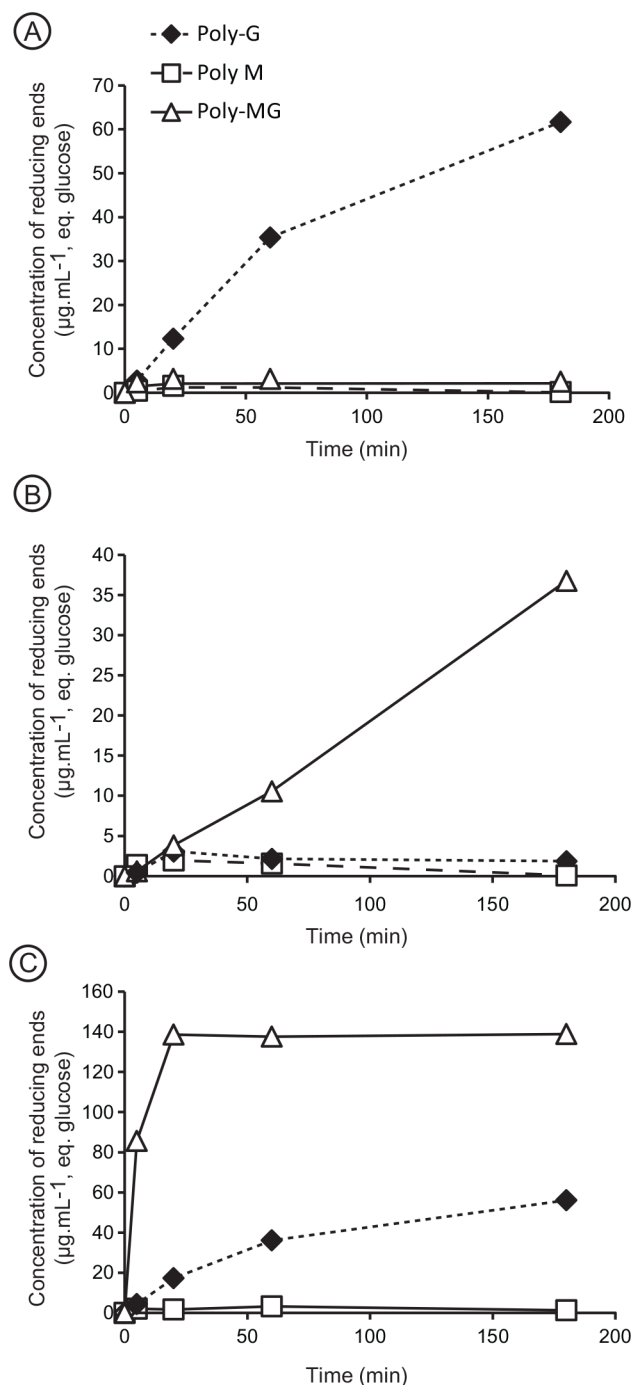 A
Poly-G
Poly M
Poly-MG
70
60
50
40
30
20
10
0
0 50 100 150 200
Concentration of reducing ends
(µg.mL-1, eq. glucose)
Time (min)
B
40
35
30
25
20
15
10
5
0
0 50 100 150 200
Concentration of reducing ends
(µg.mL-1, eq. glucose)
Time (min)
C
160
140
120
100
80
60
40
20
0
0 50 100 150 200
Concentration of reducing ends
(µg.mL-1, eq. glucose)
Time (min)